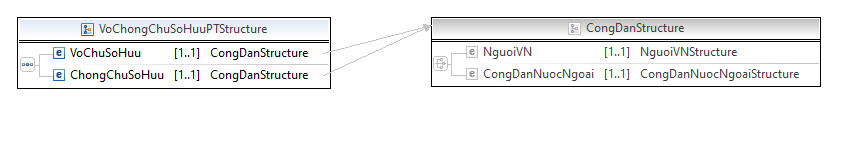 VoChongChuSoHuuPTStructure
VoChuSoHuu [1..1] CongDanStructure
ChongChuSoHuu [1..1] CongDanStructure
CongDanStructure
NguoiVN [1..1] NguoiVNStructure
CongDanNuocNgoai [1..1] CongDanNuocNgoaiStructure